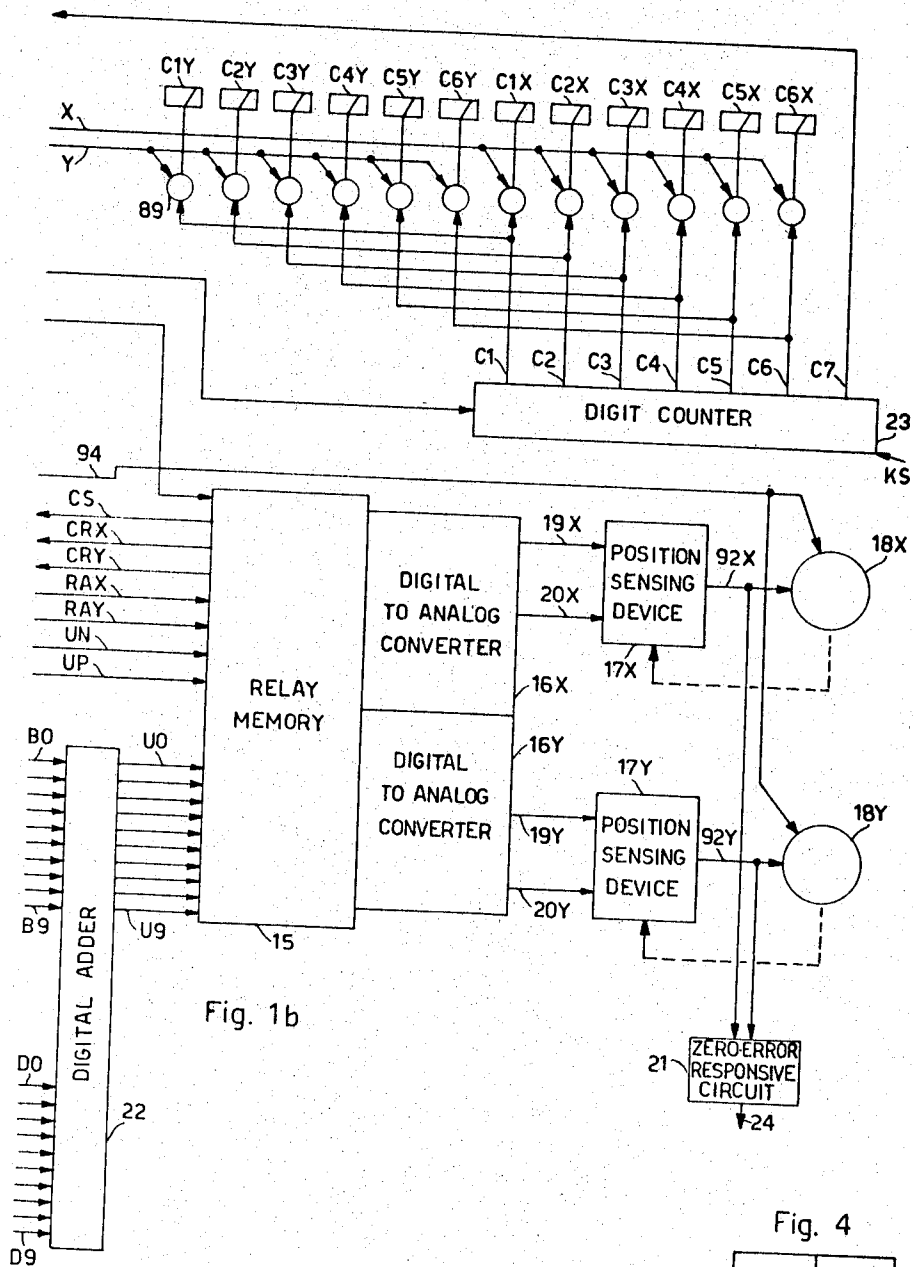 C1Y C2Y C3Y C4Y C5Y C6Y C1X C2X C3X C4X C5X C6X
X
Y
89
C1 C2 C3 C4 C5 C6 C7
DIGIT COUNTER
23
KS
94
CS
CRX
CRY
RAX
RAY
UN
UP
RELAY
MEMORY
15
DIGITAL
TO ANALOG
CONVERTER
16X
16Y
DIGITAL
TO ANALOG
CONVERTER
19X
20X
POSITION
SENSING
DEVICE
17X
92X
18X
17Y
19Y
20Y
POSITION
SENSING
DEVICE
92Y
18Y
B0
B9
U0
U9
DIGITAL ADDER
22
D0
D9
Fig. 1b
21
ZERO-ERROR
RESPONSIVE
CIRCUIT
24
Fig. 4